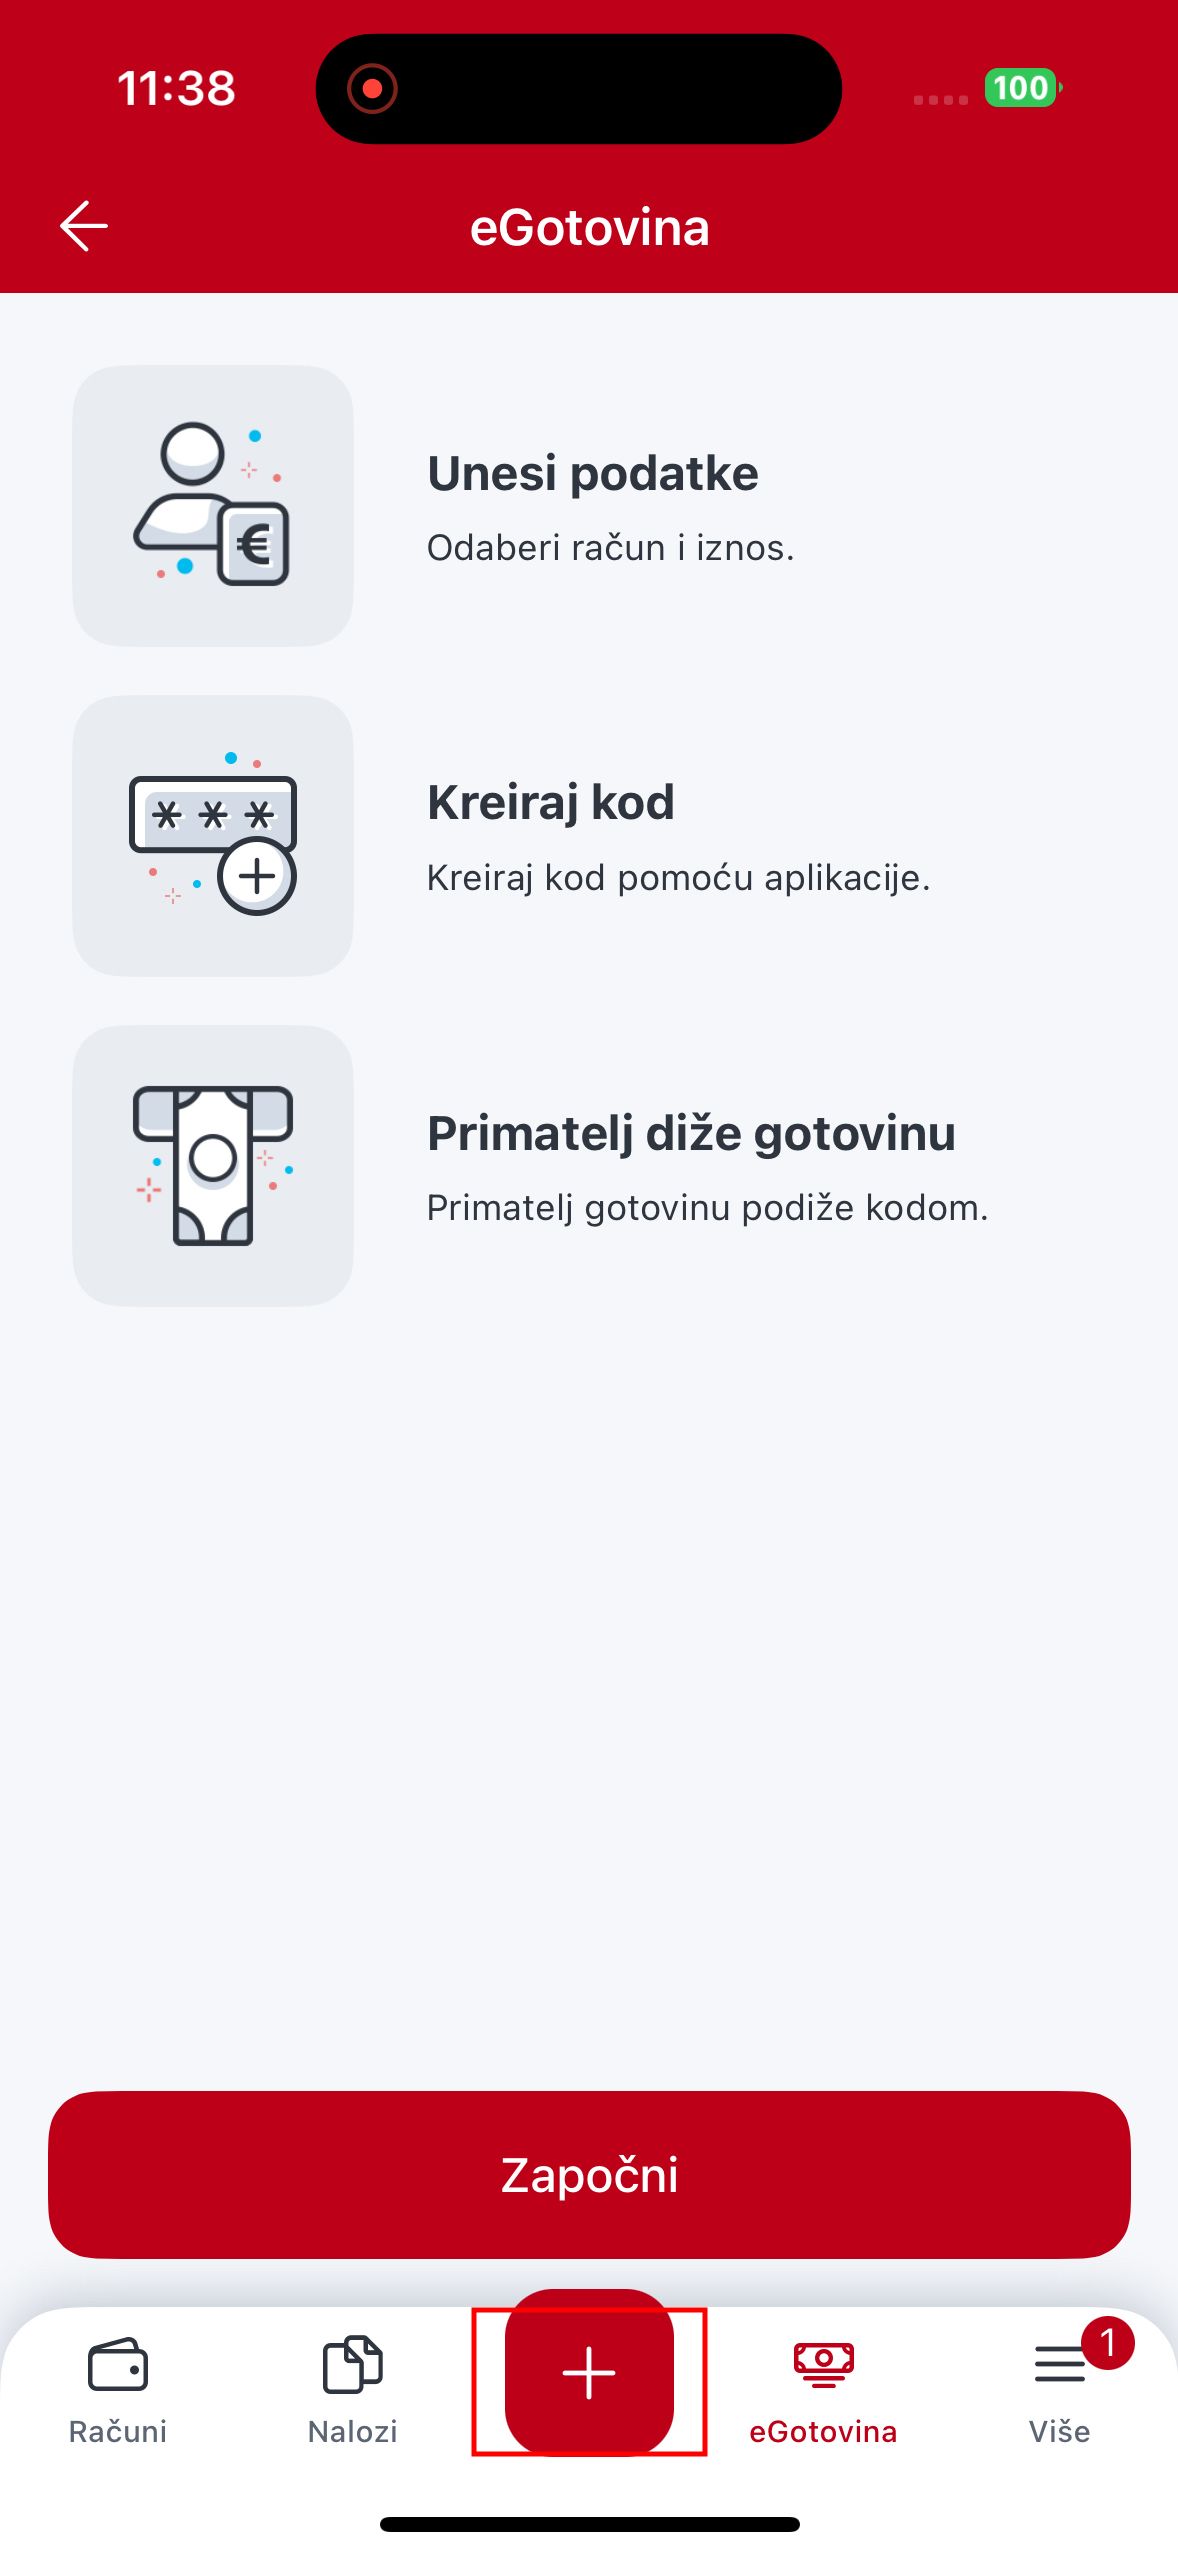 11:38
100
eGotovina
€
Unesi podatke
Odaberi račun i iznos.
* * *
Kreiraj kod
Kreiraj kod pomoću aplikacije.
Primatelj diže gotovinu
Primatelj gotovinu podiže kodom.
Započni
1
Računi
Nalozi
eGotovina
Više